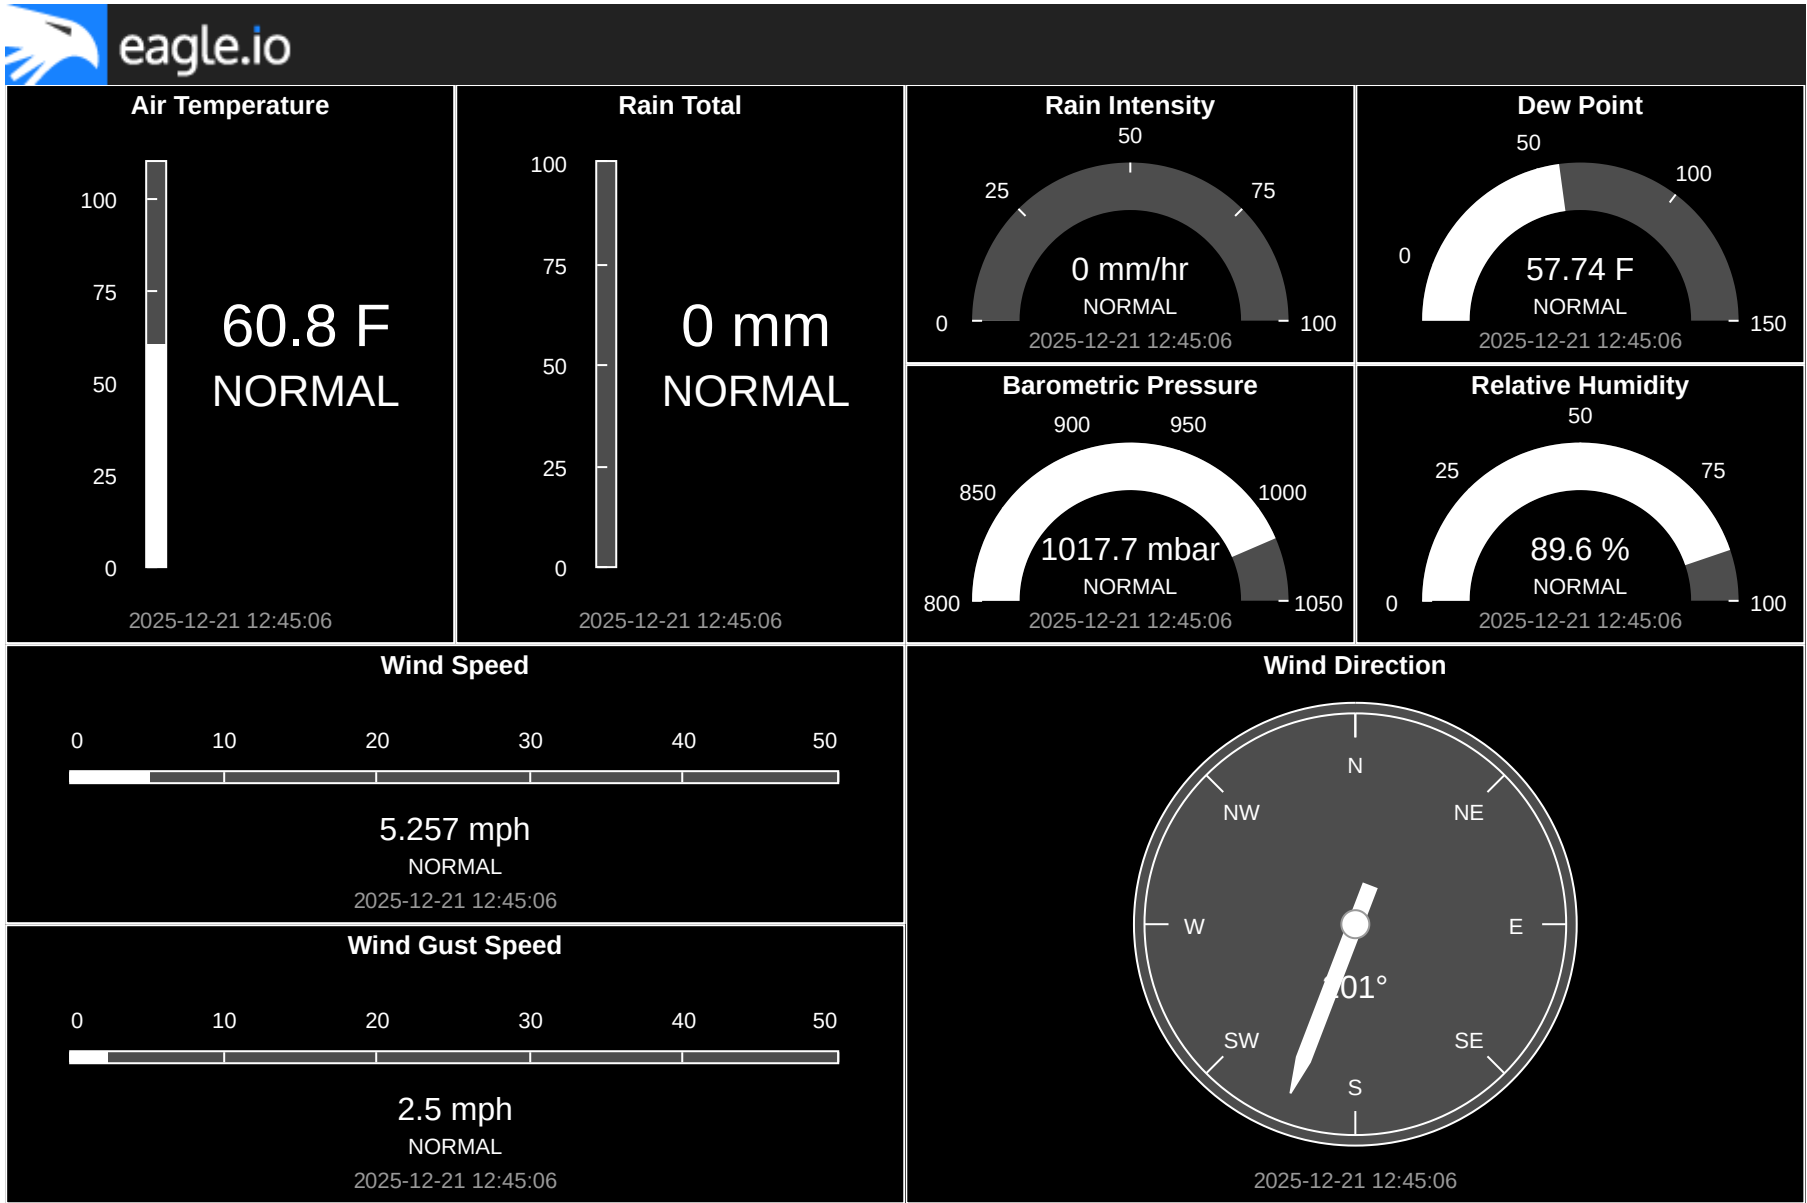 eagle.io
Air Temperature
100
75
50
25
0
60.8 F
NORMAL
2025-12-21 12:45:06
Rain Total
100
75
50
25
0
0 mm
NORMAL
2025-12-21 12:45:06
Rain Intensity
50
25
75
0
100
0 mm/hr
NORMAL
2025-12-21 12:45:06
Dew Point
50
100
0
150
57.74 F
NORMAL
2025-12-21 12:45:06
Barometric Pressure
900
950
850
1000
800
1050
1017.7 mbar
NORMAL
2025-12-21 12:45:06
Relative Humidity
50
25
75
0
100
89.6 %
NORMAL
2025-12-21 12:45:06
Wind Speed
0 10 20 30 40 50
5.257 mph
NORMAL
2025-12-21 12:45:06
Wind Gust Speed
0 10 20 30 40 50
2.5 mph
NORMAL
2025-12-21 12:45:06
Wind Direction
N
NW
NE
W
E
SW
SE
S
2025-12-21 12:45:06